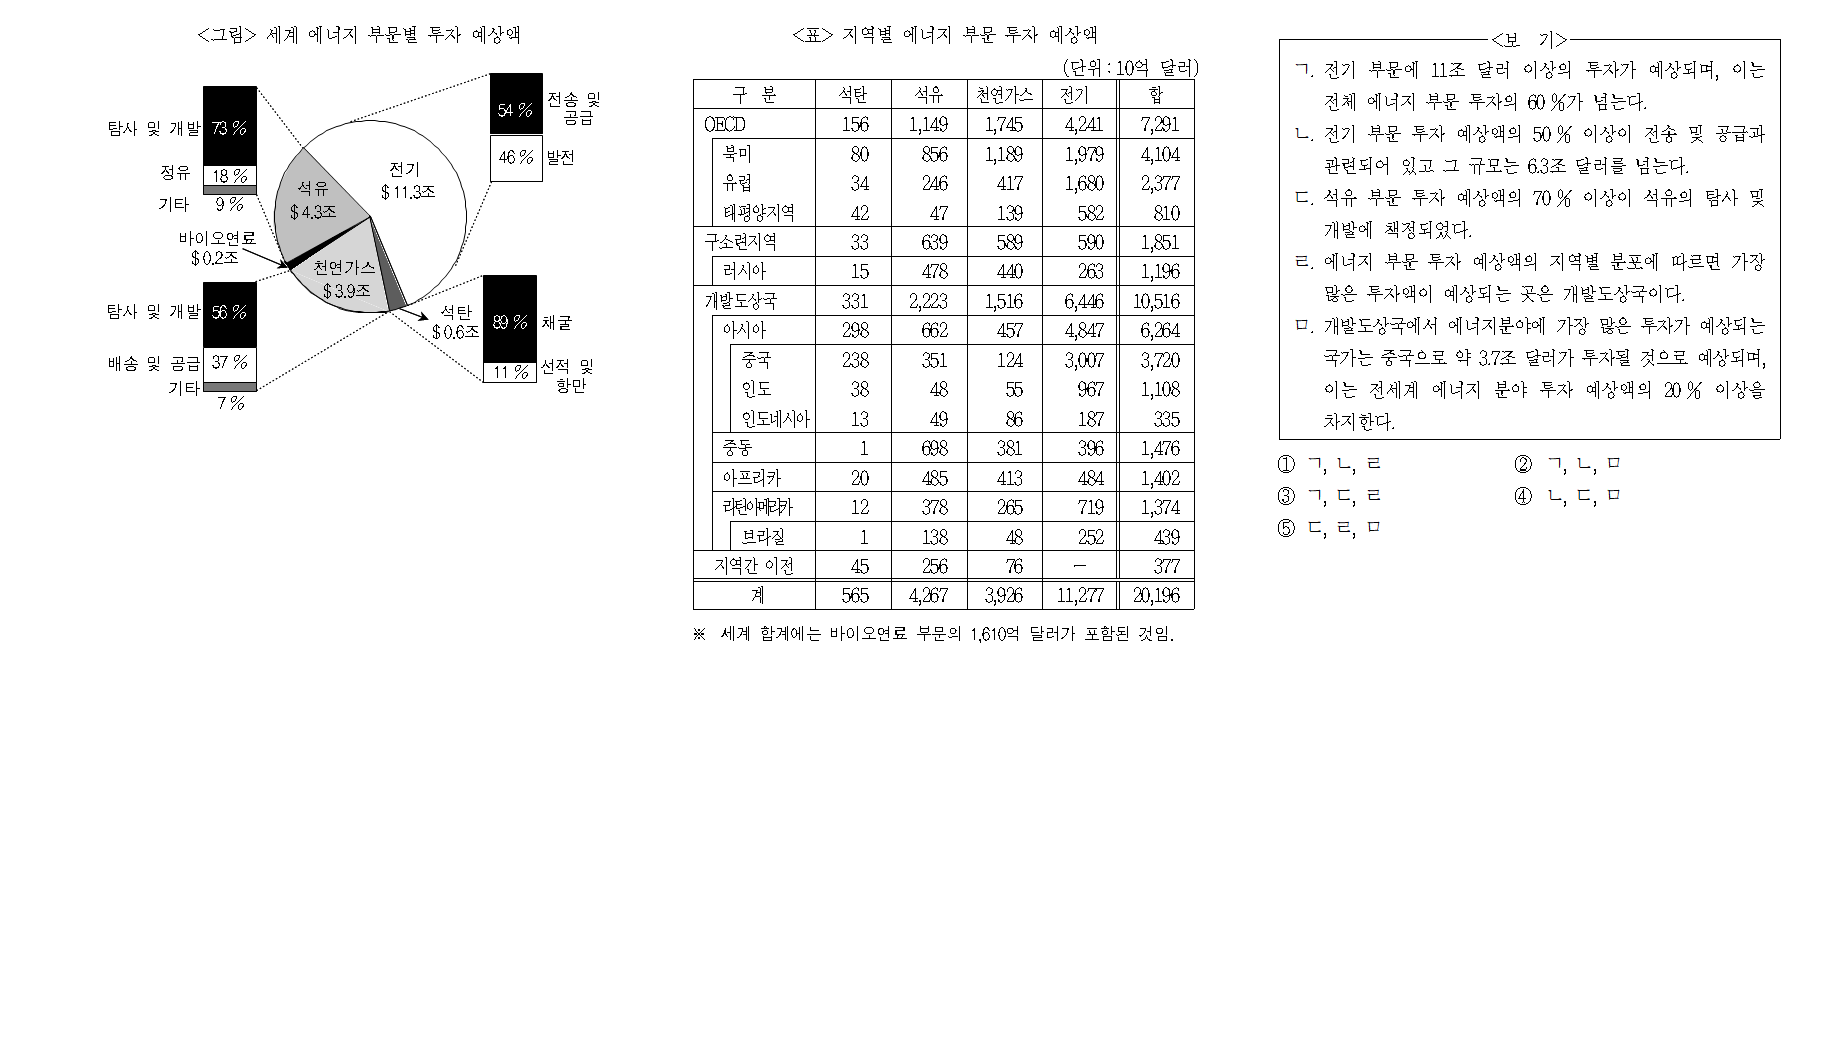 <그림> 세계 에너지 부문별 투자 예상액
탐사 및 개발 73%
정유 18%
기타 9%
54% 전송 및 공급
46% 발전
전기
$11.3조
석유
$4.3조
바이오연료
$0.2조
천연가스
$3.9조
석탄
$0.6조
탐사 및 개발 56%
배송 및 공급 37%
기타 7%
89% 채굴
11% 선적 및 항만
<표> 지역별 에너지 부문 투자 예상액
(단위 : 10억 달러)
구 분 석탄 석유 천연가스 전기 합
OECD 156 1,149 1,745 4,241 7,291
북미 80 856 1,189 1,979 4,104
유럽 34 246 417 1,680 2,377
태평양지역 42 47 139 582 810
구소련지역 33 639 589 590 1,851
러시아 15 478 440 263 1,196
개발도상국 331 2,223 1,516 6,446 10,516
아시아 298 662 457 4,847 6,264
중국 238 351 124 3,007 3,720
인도 38 48 55 967 1,108
인도네시아 13 49 86 187 335
중동 1 698 381 396 1,476
아프리카 20 485 413 484 1,402
라틴아메리카 12 378 265 719 1,374
브라질 1 138 48 252 439
지역간 이전 45 256 76 － 377
계 565 4,267 3,926 11,277 20,196
※ 세계 합계에는 바이오연료 부문의 1,610억 달러가 포함된 것임.
<보 기>
ㄱ. 전기 부문에 11조 달러 이상의 투자가 예상되며, 이는
전체 에너지 부문 투자의 60%가 넘는다.
ㄴ. 전기 부문 투자 예상액의 50% 이상이 전송 및 공급과
관련되어 있고 그 규모는 6.3조 달러를 넘는다.
ㄷ. 석유 부문 투자 예상액의 70% 이상이 석유의 탐사 및
개발에 책정되었다.
ㄹ. 에너지 부문 투자 예상액의 지역별 분포에 따르면 가장
많은 투자액이 예상되는 곳은 개발도상국이다.
ㅁ. 개발도상국에서 에너지분야에 가장 많은 투자가 예상되는
국가는 중국으로 약 3.7조 달러가 투자될 것으로 예상되며,
이는 전세계 에너지 분야 투자 예상액의 20% 이상을
차지한다.
① ㄱ, ㄴ, ㄹ ② ㄱ, ㄴ, ㅁ
③ ㄱ, ㄷ, ㄹ ④ ㄴ, ㄷ, ㅁ
⑤ ㄷ, ㄹ, ㅁ